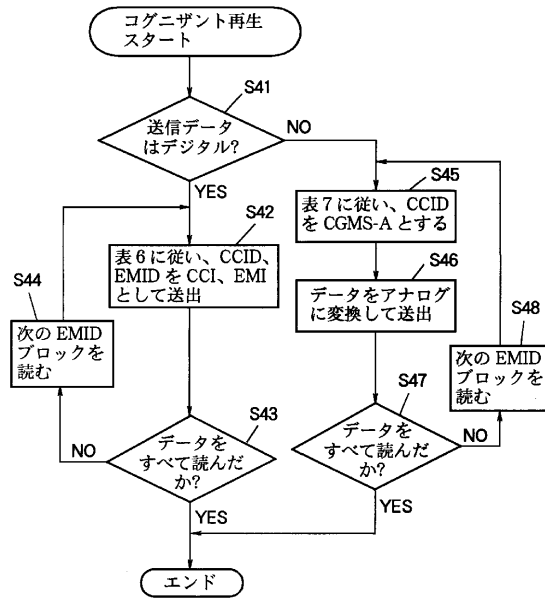 コグニザント再生
スタート
S41
送信データ
はデジタル?
NO
YES
S45
表7に従い、CCID
をCGMS-Aとする
S42
表6に従い、CCID、
EMIDをCCI、EMI
として送出
S46
データをアナログ
に変換して送出
S44
次のEMID
ブロックを
読む
S48
次のEMID
ブロックを
読む
S43
データを
すべて読んだ
か?
NO
YES
S47
データを
すべて読んだ
か?
NO
YES
エンド